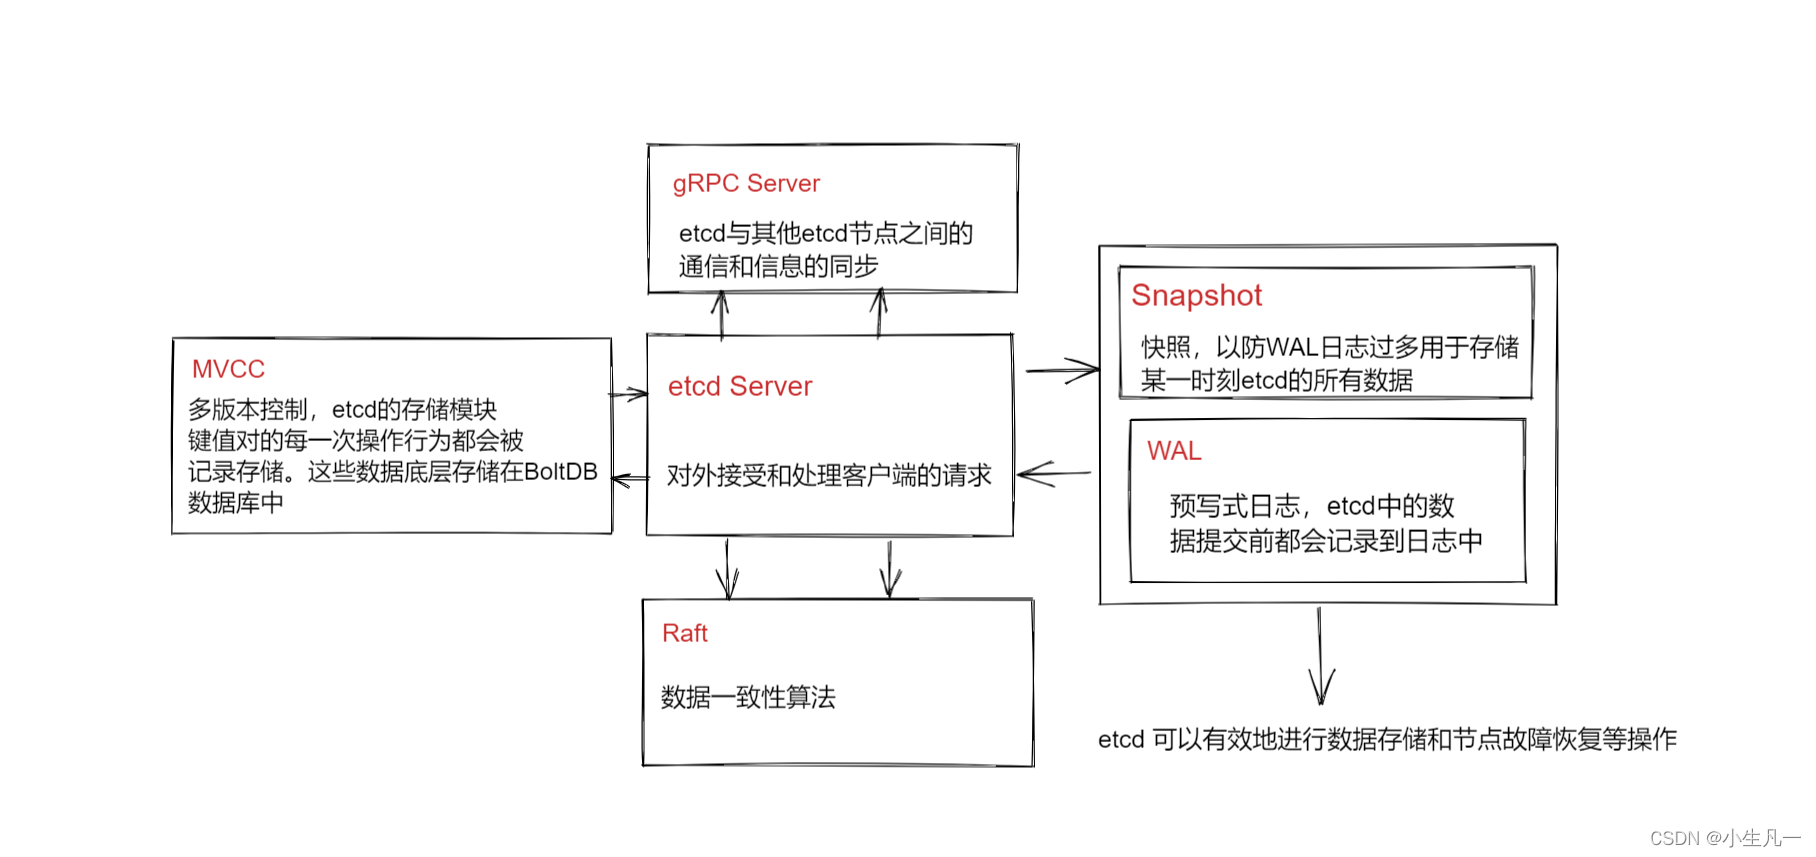 gRPC Server
etcd与其他etcd节点之间的
通信和信息的同步
MVCC
多版本控制，etcd的存储模块
键值对的每一次操作行为都会被
记录存储。这些数据底层存储在BoltDB
数据库中
etcd Server
对外接受和处理客户端的请求
Snapshot
快照，以防WAL日志过多用于存储
某一时刻etcd的所有数据
WAL
预写式日志，etcd中的数
据提交前都会记录到日志中
Raft
数据一致性算法
etcd 可以有效地进行数据存储和节点故障恢复等操作
CSDN @小生凡一